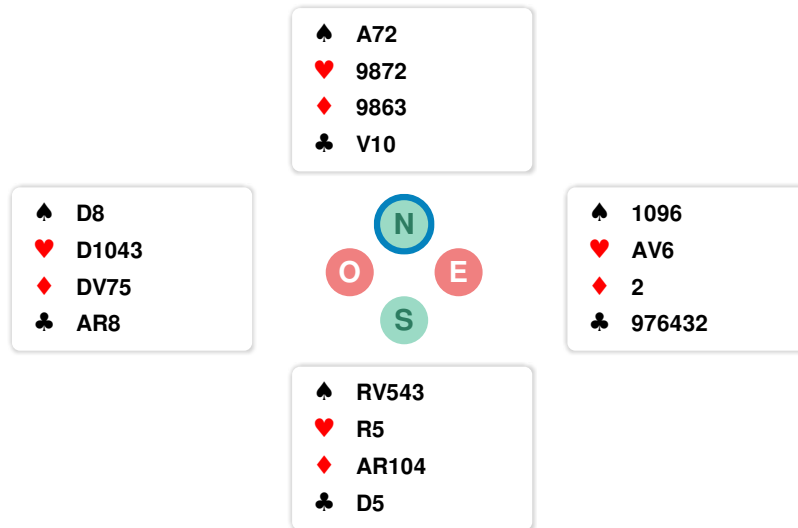 ♠ A72
♥ 9872
♦ 9863
♣ V10
♠ D8
♥ D1043
♦ DV75
♣ AR8
N
O E
S
♠ 1096
♥ AV6
♦ 2
♣ 976432
♠ RV543
♥ R5
♦ AR104
♣ D5